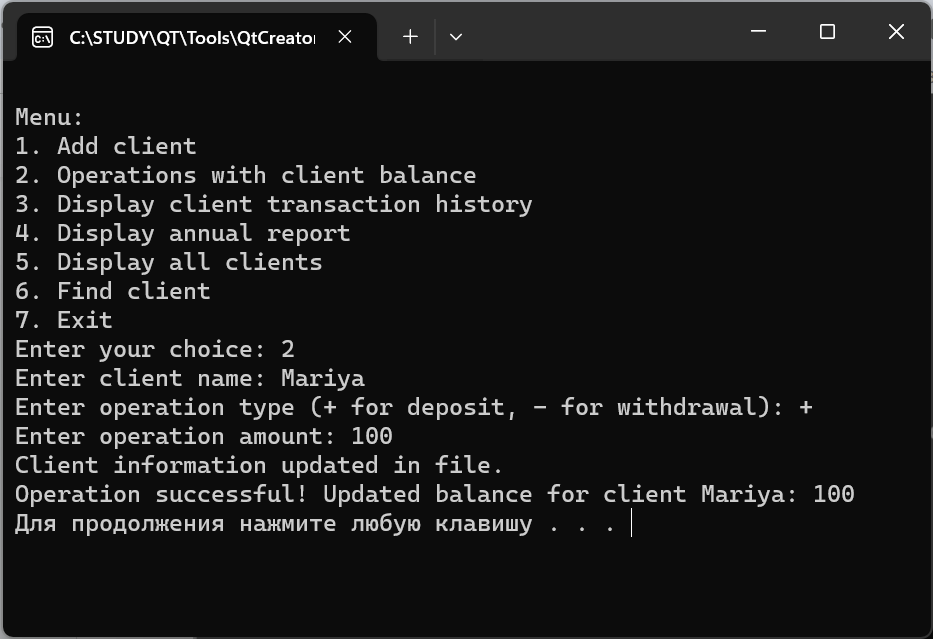 C:\STUDY\QT\Tools\QtCreator
Menu:
1. Add client
2. Operations with client balance
3. Display client transaction history
4. Display annual report
5. Display all clients
6. Find client
7. Exit
Enter your choice: 2
Enter client name: Mariya
Enter operation type (+ for deposit, - for withdrawal): +
Enter operation amount: 100
Client information updated in file.
Operation successful! Updated balance for client Mariya: 100
Для продолжения нажмите любую клавишу . . .